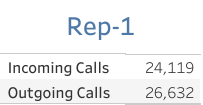 Rep-1
Incoming Calls 24,119
Outgoing Calls 26,632